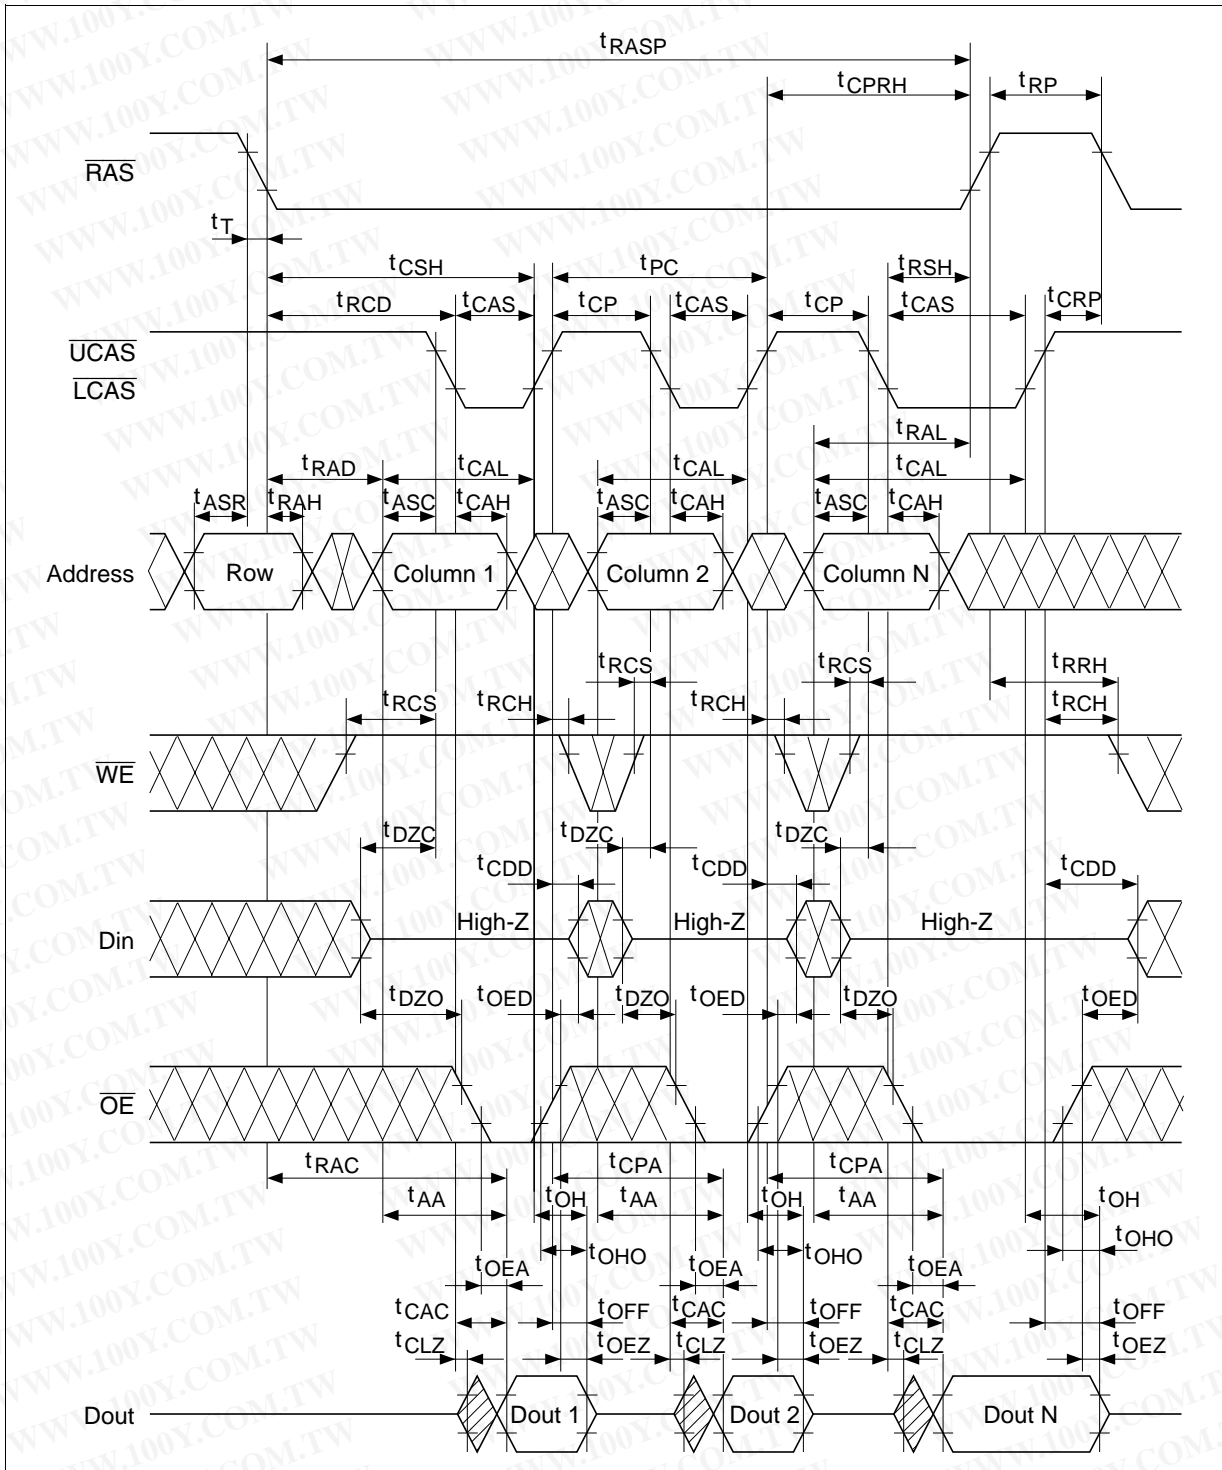 tRASP
tCPRH tRP
RAS
tT
tCSH tPC tRSH
tRCD tCAS tCP tCAS tCP tCAS tCRP
UCAS
LCAS
tRAL
tRAD tCAL tCAL tCAL
tASR tRAH tASC tCAH tASC tCAH tASC tCAH
Address Row Column 1 Column 2 Column N
tRCS tRCS tRRH
tRCS tRCH tRCH tRCH
WE
tDZC tDZC tDZC
tCDD tCDD tCDD
Din High-Z High-Z High-Z
tDZO tOED tDZO tOED tDZO tOED
OE
tRAC tCPA tCPA
tAA tOH tAA tOH tAA tOH
tOHO tOHO tOHO
tOEA tOEA tOEA
tCAC tOFF tCAC tOFF tCAC tOFF
tCLZ tOEZ tCLZ tOEZ tCLZ tOEZ
Dout Dout 1 Dout 2 Dout N
WWW.100Y.COM.TW